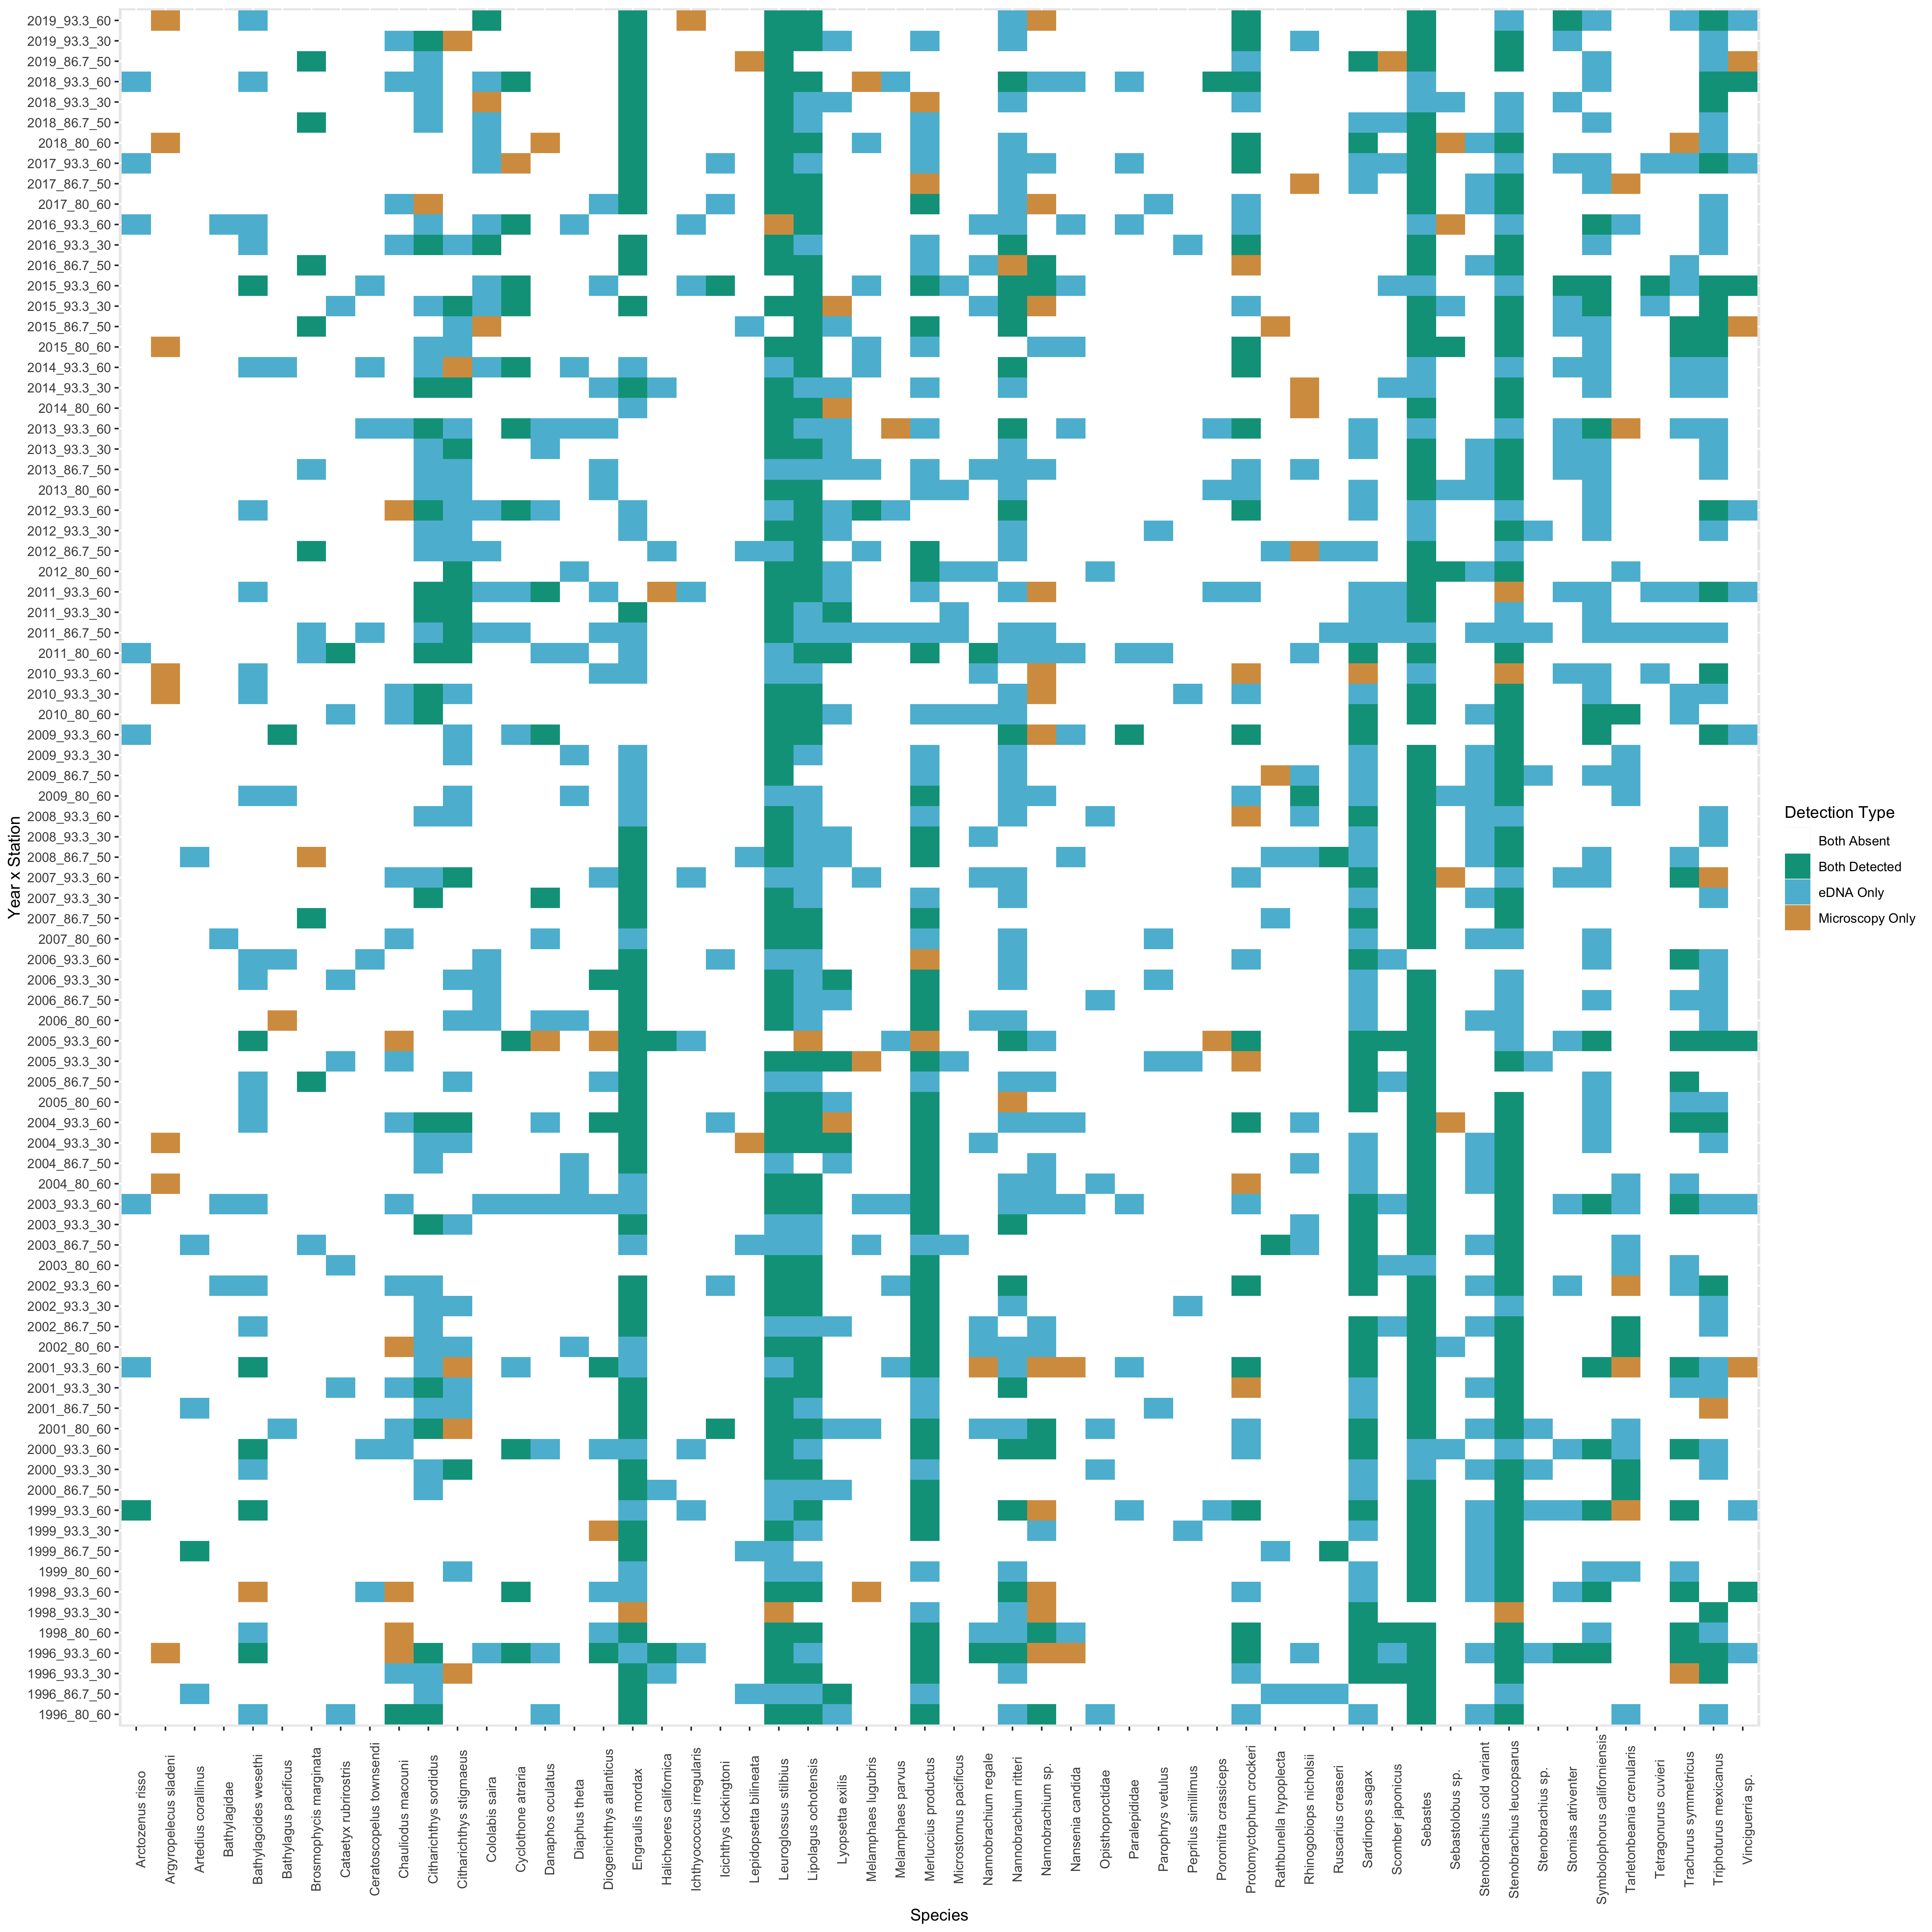 Year x Station
2019_93.3_60
2019_93.3_30
2019_86.7_50
2018_93.3_60
2018_93.3_30
2018_86.7_50
2018_80_60
2017_93.3_60
2017_86.7_50
2017_80_60
2016_93.3_60
2016_93.3_30
2016_86.7_50
2015_93.3_60
2015_93.3_30
2015_86.7_50
2015_80_60
2014_93.3_60
2014_93.3_30
2014_80_60
2013_93.3_60
2013_93.3_30
2013_86.7_50
2013_80_60
2012_93.3_60
2012_93.3_30
2012_86.7_50
2012_80_60
2011_93.3_60
2011_93.3_30
2011_86.7_50
2011_80_60
2010_93.3_60
2010_93.3_30
2010_80_60
2009_93.3_60
2009_93.3_30
2009_86.7_50
2009_80_60
2008_93.3_60
2008_93.3_30
2008_86.7_50
2007_93.3_60
2007_93.3_30
2007_86.7_50
2007_80_60
2006_93.3_60
2006_93.3_30
2006_86.7_50
2006_80_60
2005_93.3_60
2005_93.3_30
2005_86.7_50
2005_80_60
2004_93.3_60
2004_93.3_30
2004_86.7_50
2004_80_60
2003_93.3_60
2003_93.3_30
2003_86.7_50
2003_80_60
2002_93.3_60
2002_93.3_30
2002_86.7_50
2002_80_60
2001_93.3_60
2001_93.3_30
2001_86.7_50
2001_80_60
2000_93.3_60
2000_93.3_30
2000_86.7_50
1999_93.3_60
1999_93.3_30
1999_86.7_50
1999_80_60
1998_93.3_60
1998_93.3_30
1998_80_60
1996_93.3_60
1996_93.3_30
1996_86.7_50
1996_80_60
Arctozenus risso
Argyropelecus sladeni
Artedius corallinus
Bathylagidae
Bathylagoides wesethi
Bathylagus pacificus
Brosmophycis marginata
Cataetyx rubrirostris
Ceratoscopelus townsendi
Chauliodus macouni
Citharichthys sordidus
Citharichthys stigmaeus
Cololabis saira
Cyclothone atraria
Danaphos oculatus
Diaphus theta
Diogenichthys atlanticus
Engraulis mordax
Halichoeres californica
Ichthyococcus irregularis
Icichthys lockingtoni
Lepidopsetta bilineata
Leuroglossus stilbius
Lipolagus ochotensis
Lyopsetta exilis
Melamphaes lugubris
Melamphaes parvus
Merluccius productus
Microstomus pacificus
Nannobrachium regale
Nannobrachium ritteri
Nannobrachium sp.
Nansenia candida
Opisthoproctidae
Paralepididae
Parophrys vetulus
Peprilus simillimus
Poromitra crassiceps
Protomyctophum crockeri
Rathbunella hypoplecta
Rhinogobiops nicholsii
Ruscarius creaseri
Sardinops sagax
Scomber japonicus
Sebastes
Sebastolobus sp.
Stenobrachius cold variant
Stenobrachius leucopsarus
Stenobrachius sp.
Stomias atriventer
Symbolophorus californiensis
Tarletonbeania crenularis
Tetragonurus cuvieri
Trachurus symmetricus
Triphoturus mexicanus
Vinciguerria sp.
Species
Detection Type
Both Absent
Both Detected
eDNA Only
Microscopy Only